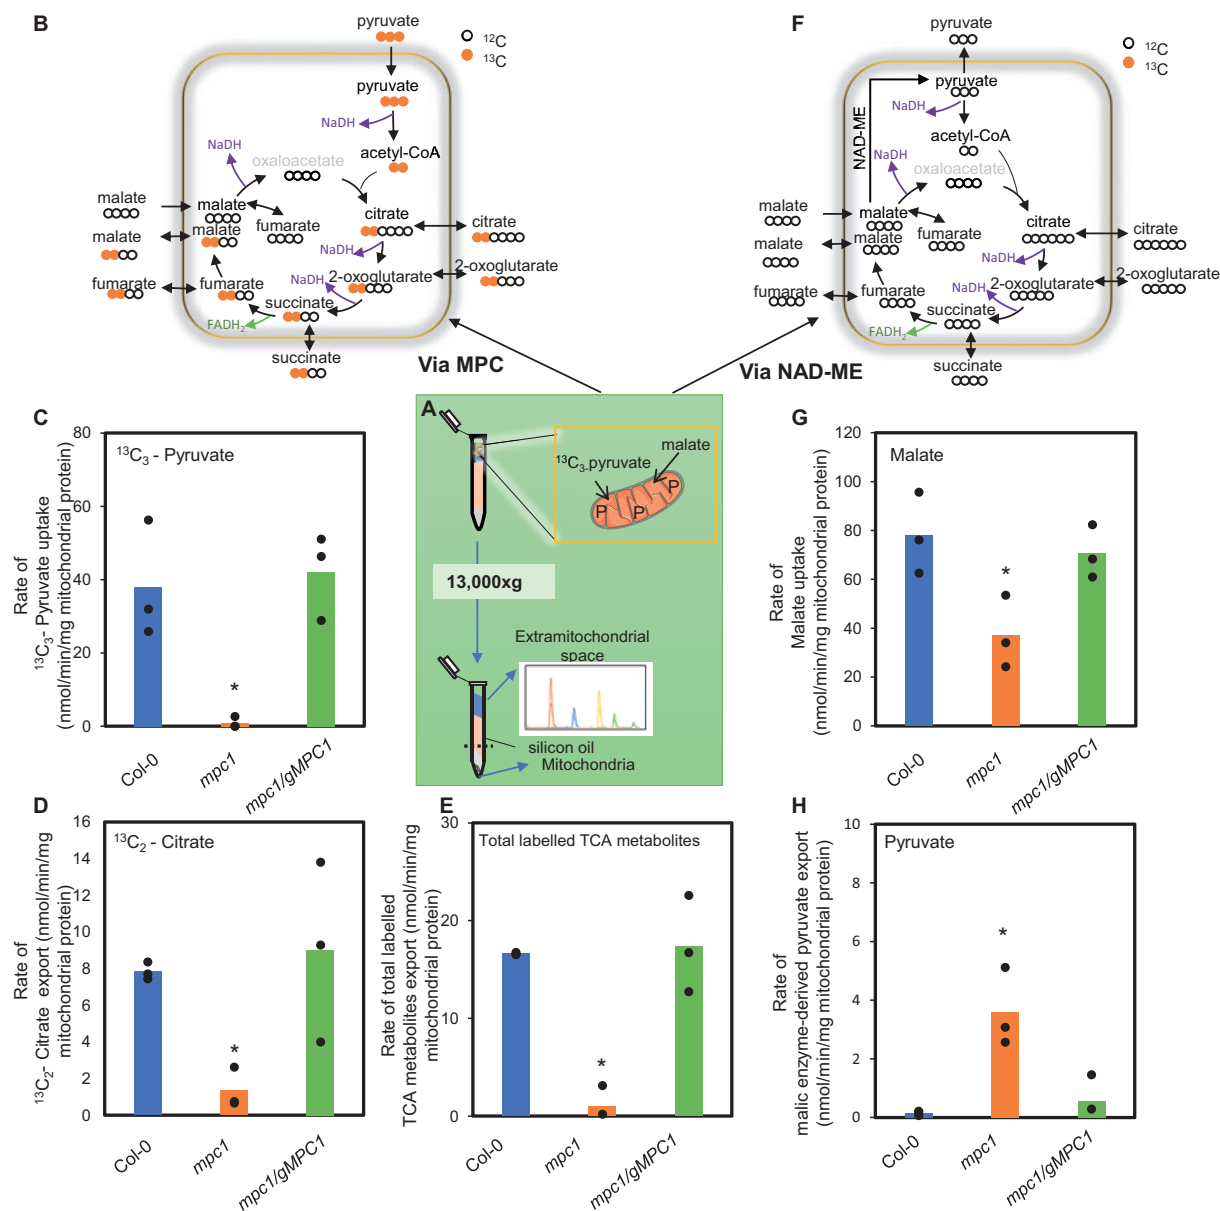 B
pyruvate
12C
13C
pyruvate
NaDH
acetyl-CoA
NaDH
oxaloacetate
malate
malate
citrate
citrate
malate
malate
fumarate
NaDH
2-oxoglutarate
2-oxoglutarate
NaDH
fumarate
fumarate
succinate
FADH2
succinate
Via MPC
F
pyruvate
12C
13C
pyruvate
NaDH
NAD-ME
acetyl-CoA
NaDH
oxaloacetate
malate
malate
citrate
citrate
malate
malate
fumarate
NaDH
2-oxoglutarate
2-oxoglutarate
NaDH
fumarate
fumarate
succinate
FADH2
succinate
Via NAD-ME
A
malate
13C3-pyruvate
P
P
P
13,000xg
Extramitochondrial
space
silicon oil
Mitochondria
C
13C3 - Pyruvate
Rate of
13C3- Pyruvate uptake
(nmol/min/mg mitochondrial protein)
80
60
40
20
0
*
Col-0
mpc1
mpc1/gMPC1
D
13C2 - Citrate
Rate of
13C2- Citrate export (nmol/min/mg
mitochondrial protein)
16
14
12
10
8
6
4
2
0
*
Col-0
mpc1
mpc1/gMPC1
E
Total labelled TCA metabolites
Rate of total labelled
TCA metabolites export (nmol/min/mg
mitochondrial protein)
30
20
10
0
*
Col-0
mpc1
mpc1/gMPC1
G
Malate
Rate of
Malate uptake
(nmol/min/mg mitochondrial protein)
120
100
80
60
40
20
0
*
Col-0
mpc1
mpc1/gMPC1
H
Pyruvate
Rate of
malic enzyme-derived pyruvate export
(nmol/min/mg mitochondrial protein)
10
8
6
4
2
0
*
Col-0
mpc1
mpc1/gMPC1